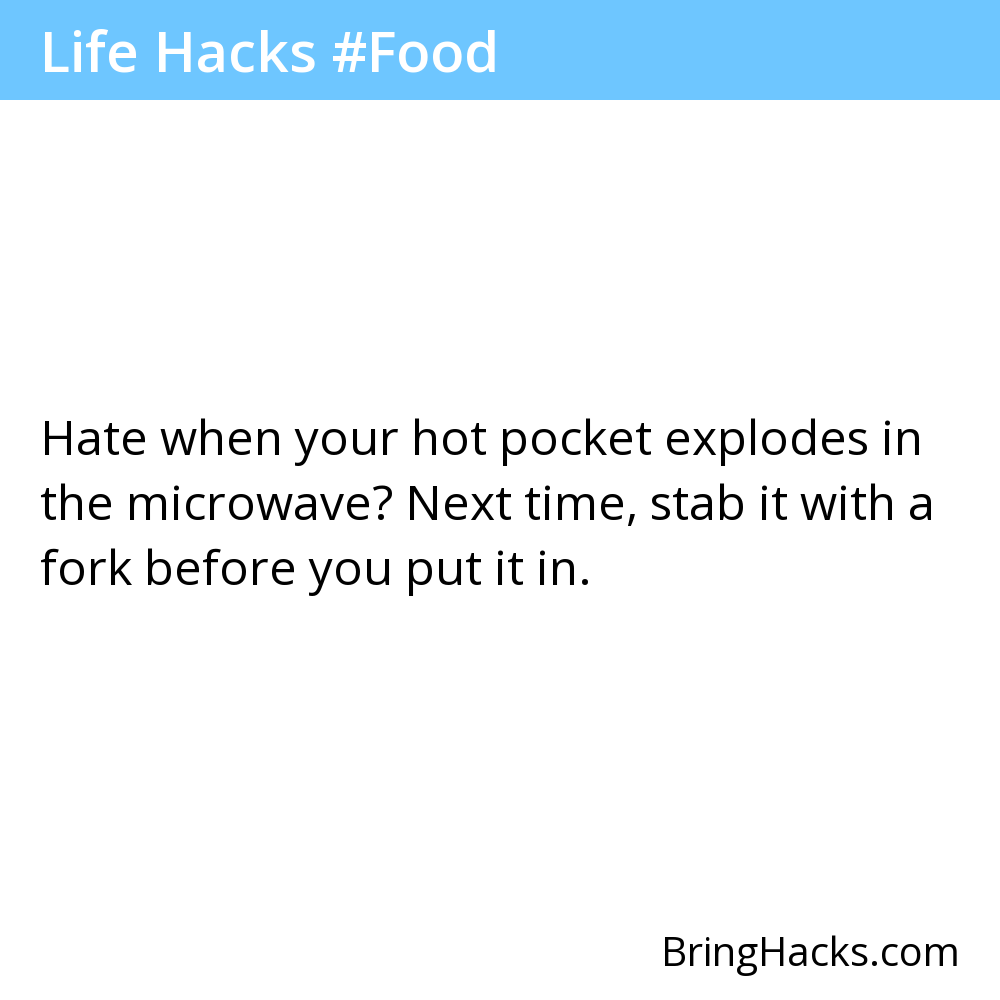 Life Hacks #Food
Hate when your hot pocket explodes in
the microwave? Next time, stab it with a
fork before you put it in.
BringHacks.com